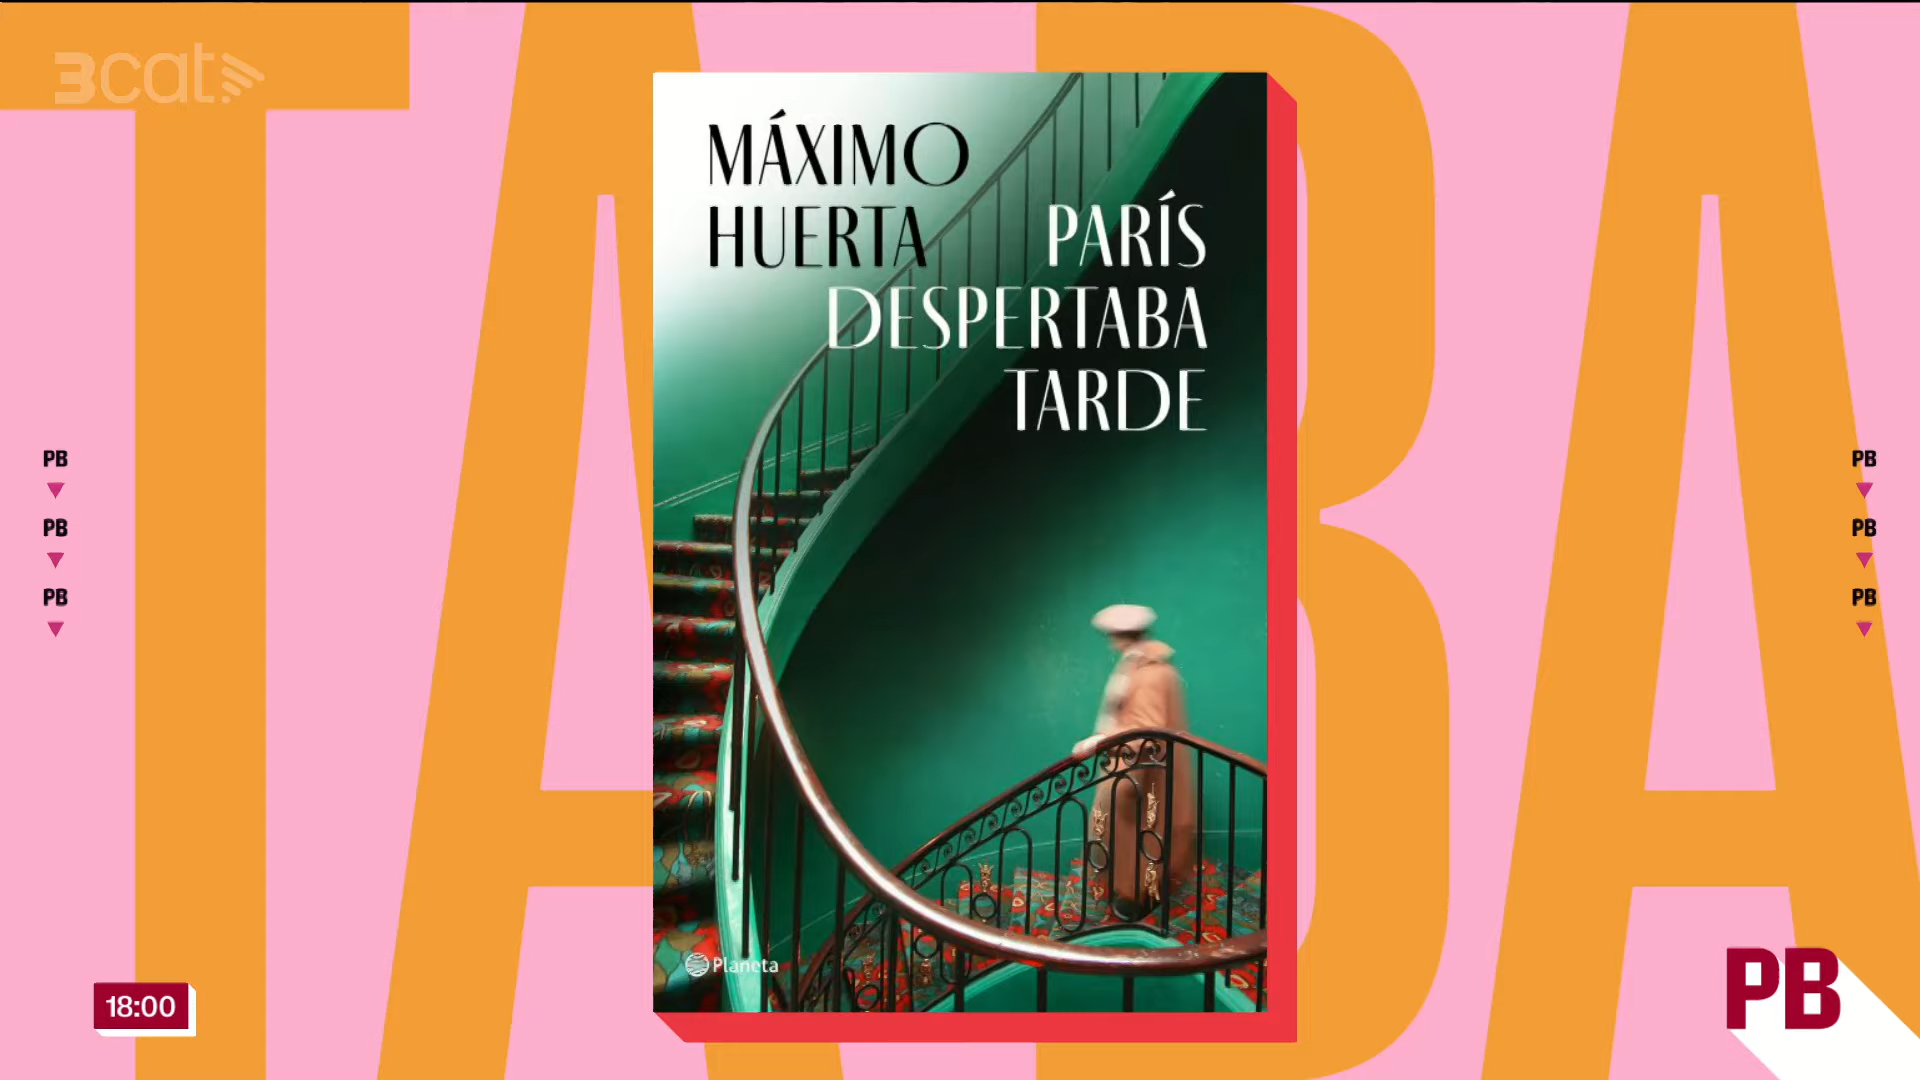 3cat
MÁXIMO
HUERTA
PARÍS
DESPERTABA
TARDE
Planeta
TABA
PB
PB
PB
PB
PB
PB
18:00
PB